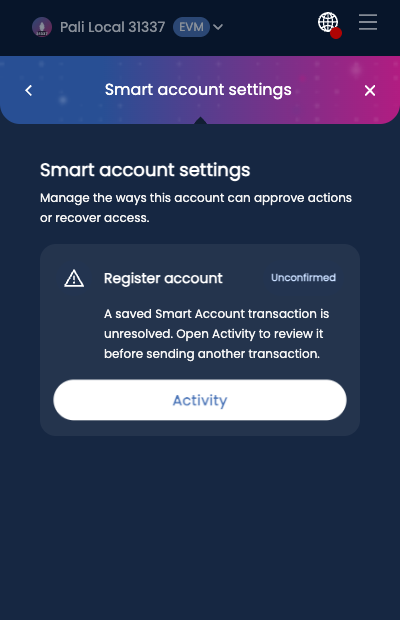 Pali Local 31337 EVM
Smart account settings
Smart account settings
Manage the ways this account can approve actions
or recover access.
Register account Unconfirmed
A saved Smart Account transaction is
unresolved. Open Activity to review it
before sending another transaction.
Activity